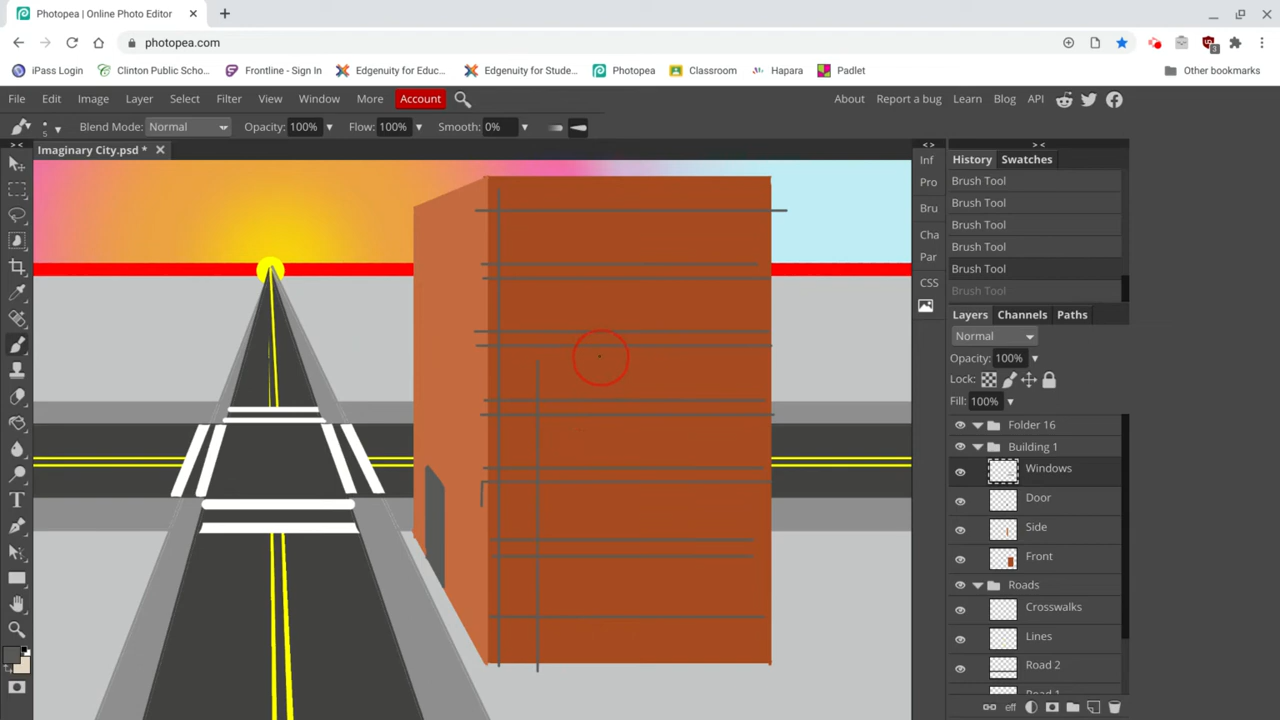 Photopea | Online Photo Editor
photopea.com
3
iPass Login
Clinton Public Scho...
Frontline - Sign In
Edgenuity for Educ...
Edgenuity for Stude...
Photopea
Classroom
Hapara
Padlet
Other bookmarks
File Edit Image Layer Select Filter View Window More Account
About Report a bug Learn Blog API
5 Blend Mode: Normal Opacity: 100% Flow: 100% Smooth: 0%
Imaginary City.psd *
> <
< >
> <
Inf
Pro
Bru
Cha
Par
CSS
History Swatches
Brush Tool
Brush Tool
Brush Tool
Brush Tool
Brush Tool
Brush Tool
Layers Channels Paths
Normal
Opacity: 100%
Lock:
Fill: 100%
Folder 16
Building 1
Windows
Door
Side
Front
Roads
Crosswalks
Lines
Road 2
Road 1
eff